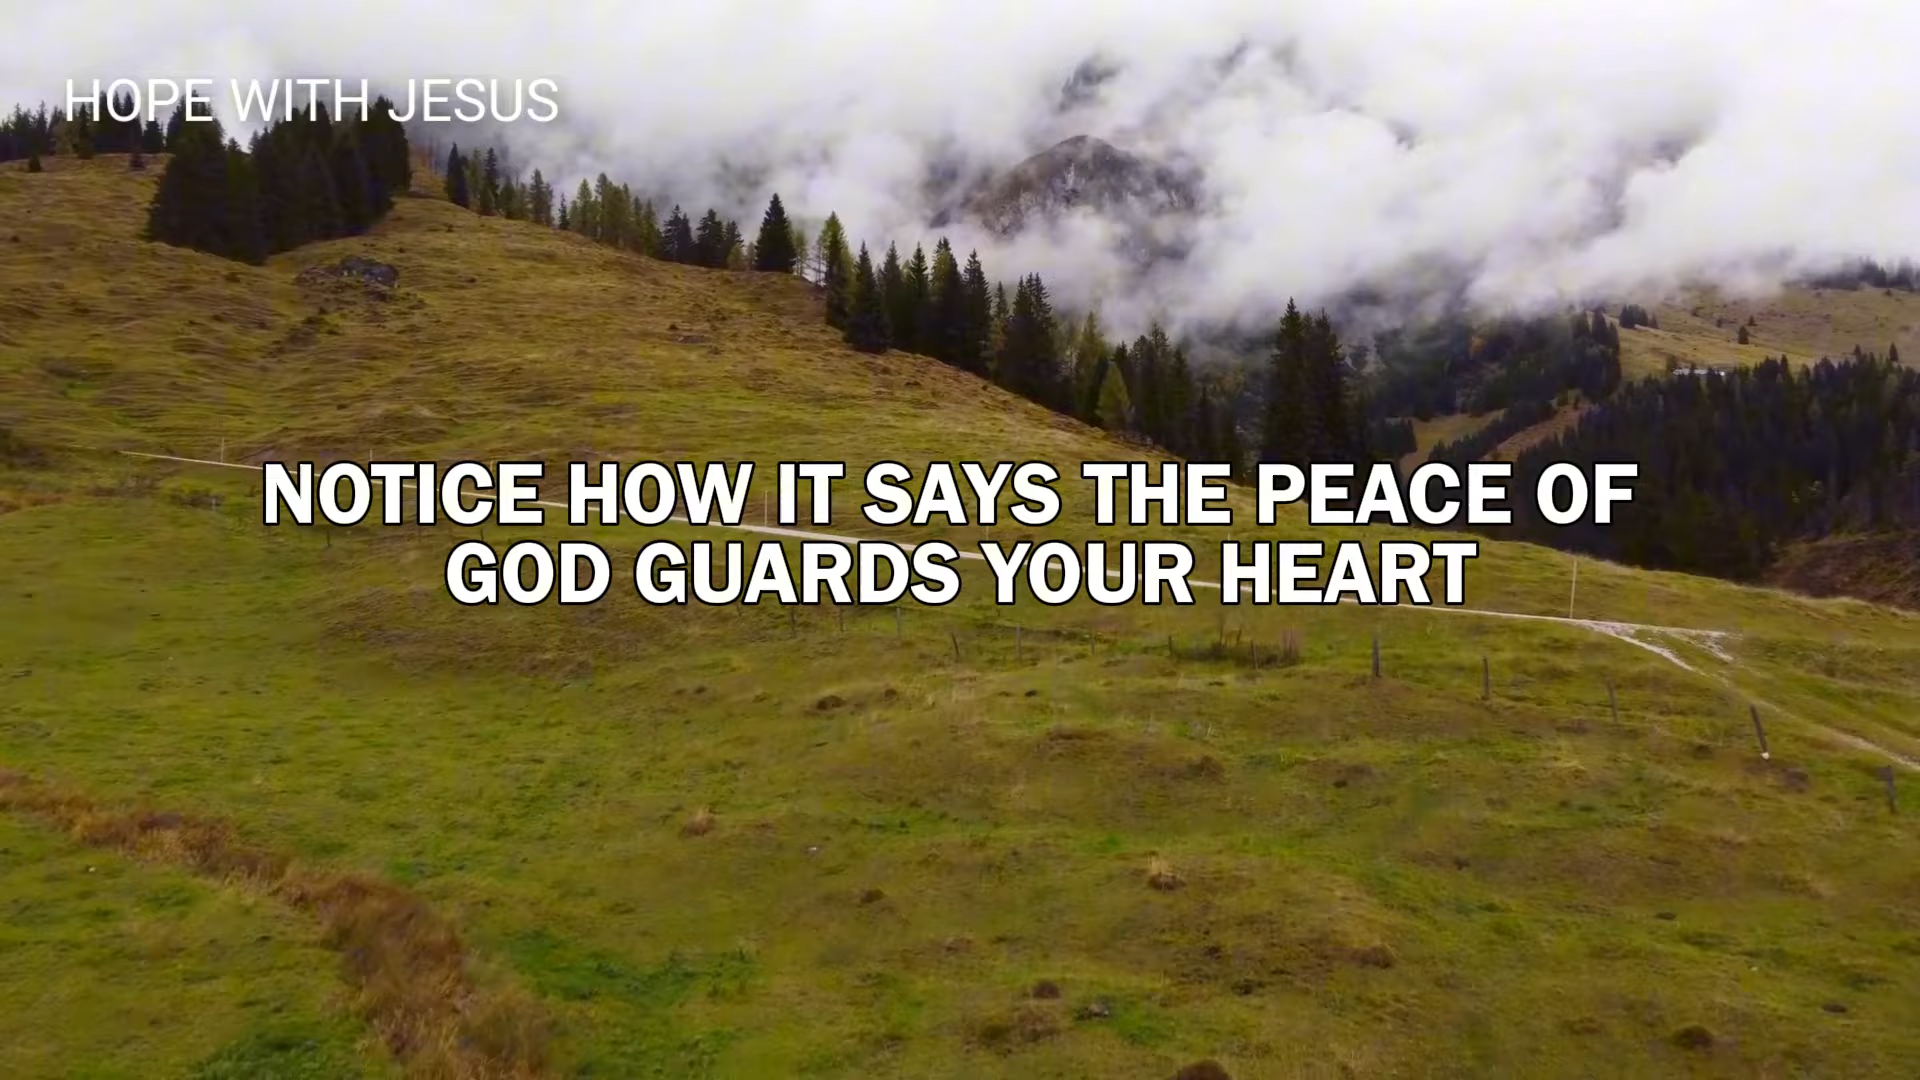 HOPE WITH JESUS
NOTICE HOW IT SAYS THE PEACE OF
GOD GUARDS YOUR HEART